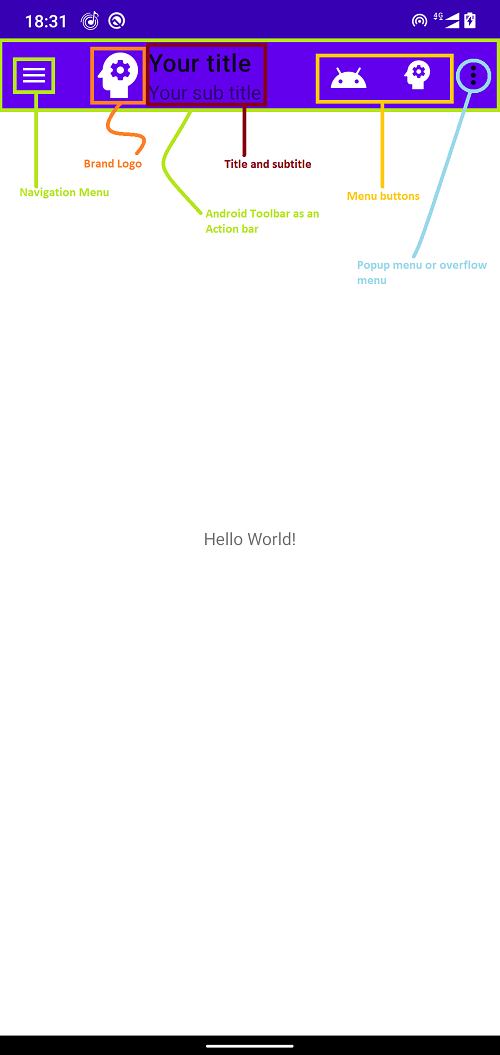 18:31
4G
Your title
Your sub title
Brand Logo
Title and subtitle
Navigation Menu
Menu buttons
Android Toolbar as an
Action bar
Popup menu or overflow
menu
Hello World!